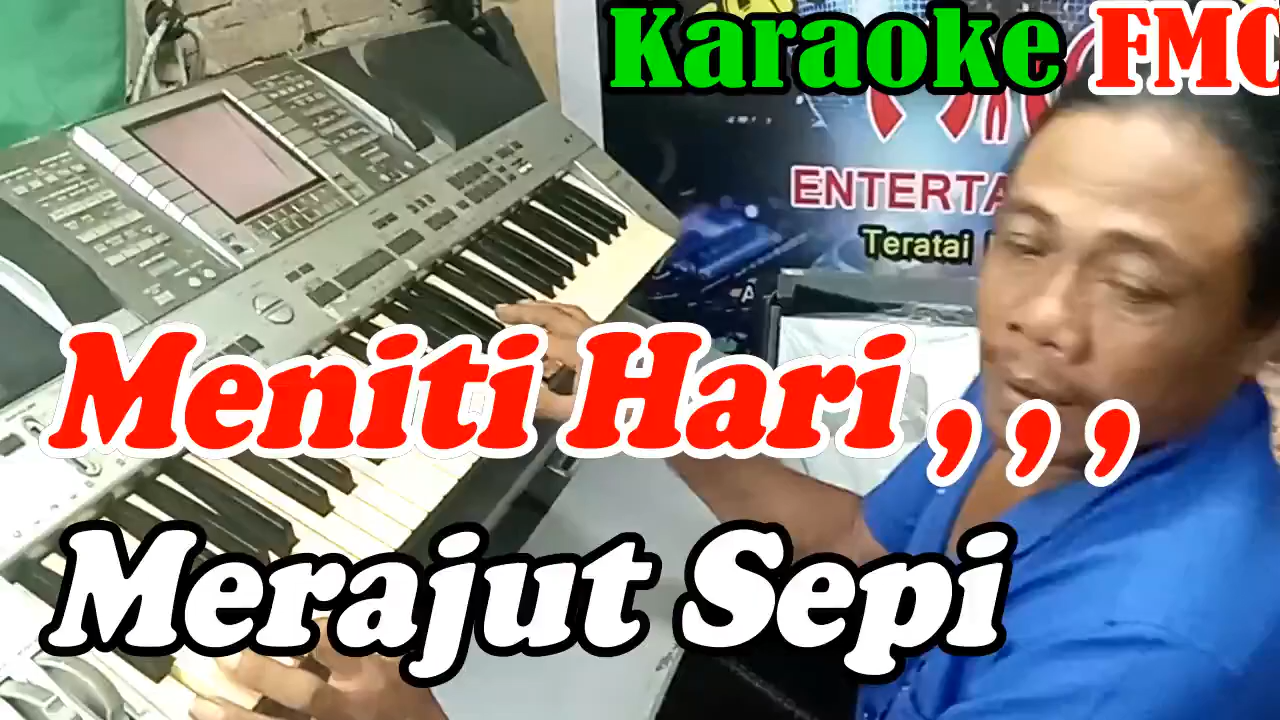 Karaoke FMC
ENTERTA
Teratai
Meniti Hari , , ,
Merajut Sepi